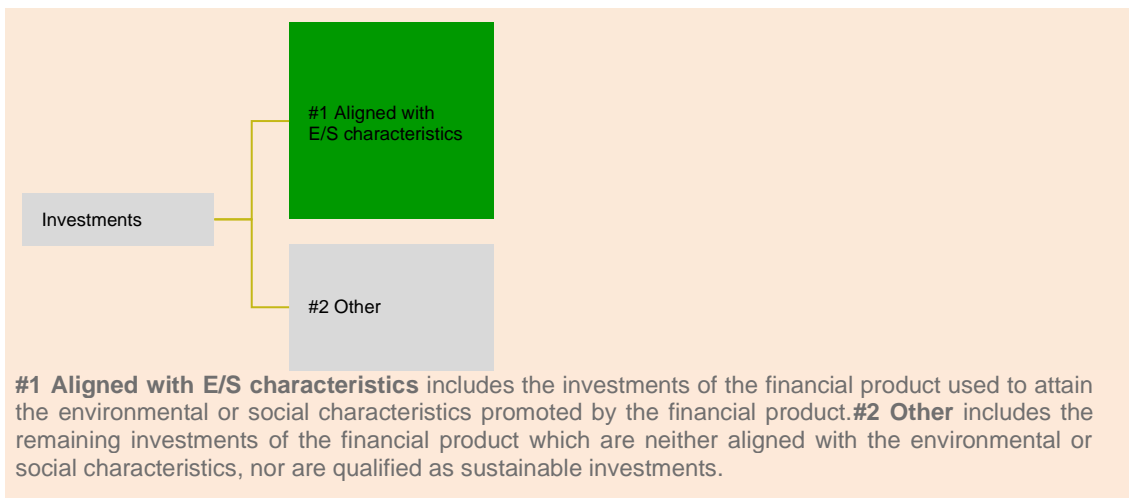 #1 Aligned with
E/S characteristics
Investments
#2 Other
#1 Aligned with E/S characteristics includes the investments of the financial product used to attain
the environmental or social characteristics promoted by the financial product.#2 Other includes the
remaining investments of the financial product which are neither aligned with the environmental or
social characteristics, nor are qualified as sustainable investments.